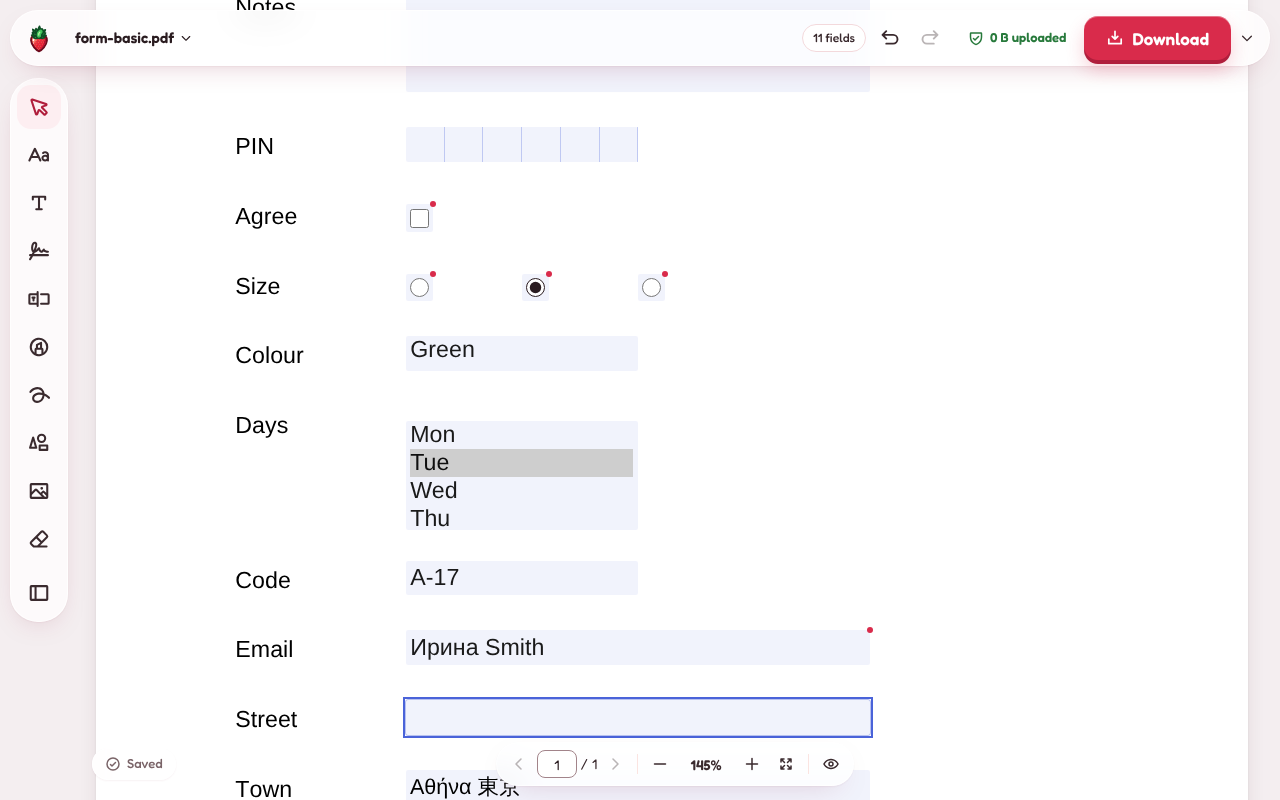 Notes
form-basic.pdf
11 fields
0 B uploaded
Download
Aa
T
PIN
Agree
Size
Colour
Green
Days
Mon
Tue
Wed
Thu
Code
A-17
Email
Ирина Smith
Street
Saved
1 / 1
145%
Town
Αθήνα 東京